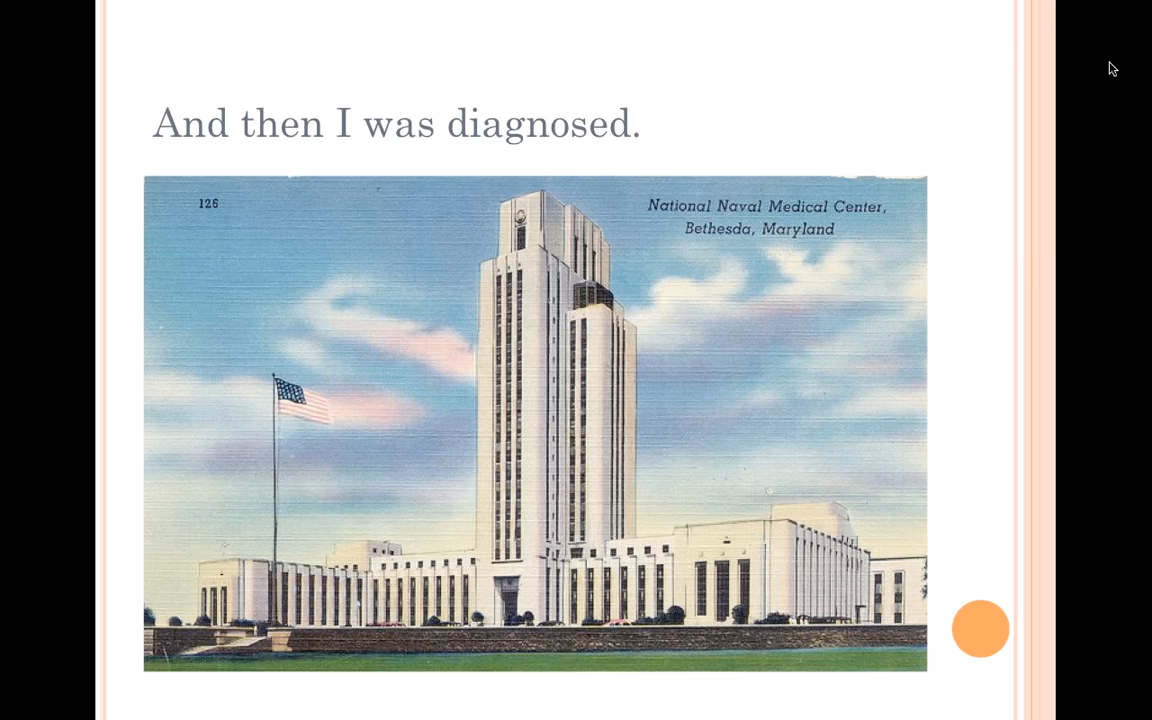 And then I was diagnosed.
126
National Naval Medical Center,
Bethesda, Maryland